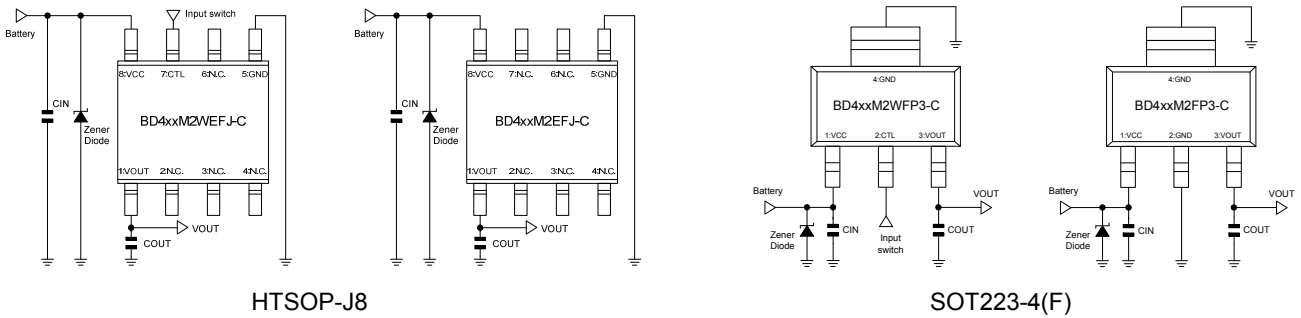 Battery
Input switch
8:VCC 7:CTL 6:N.C. 5:GND
CIN
Zener
Diode
BD4xxM2WEFJ-C
1:VOUT 2:N.C. 3:N.C. 4:N.C.
VOUT
COUT
Battery
8:VCC 7:N.C. 6:N.C. 5:GND
CIN
Zener
Diode
BD4xxM2EFJ-C
1:VOUT 2:N.C. 3:N.C. 4:N.C.
VOUT
COUT
HTSOP-J8
4:GND
BD4xxM2WFP3-C
1:VCC 2:CTL 3:VOUT
Battery
VOUT
Zener
Diode
CIN
Input
switch
COUT
4:GND
BD4xxM2FP3-C
1:VCC 2:GND 3:VOUT
Battery
VOUT
Zener
Diode
CIN
COUT
SOT223-4(F)